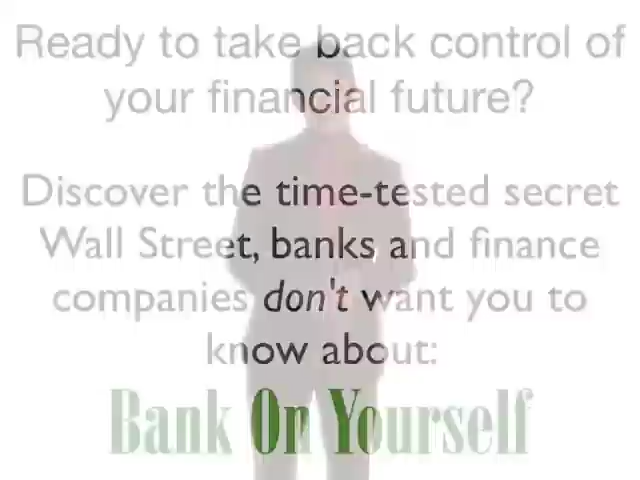 Ready to take back control of
your financial future?
Discover the time-tested secret
Wall Street, banks and finance
companies don't want you to
know about:
Bank On Yourself